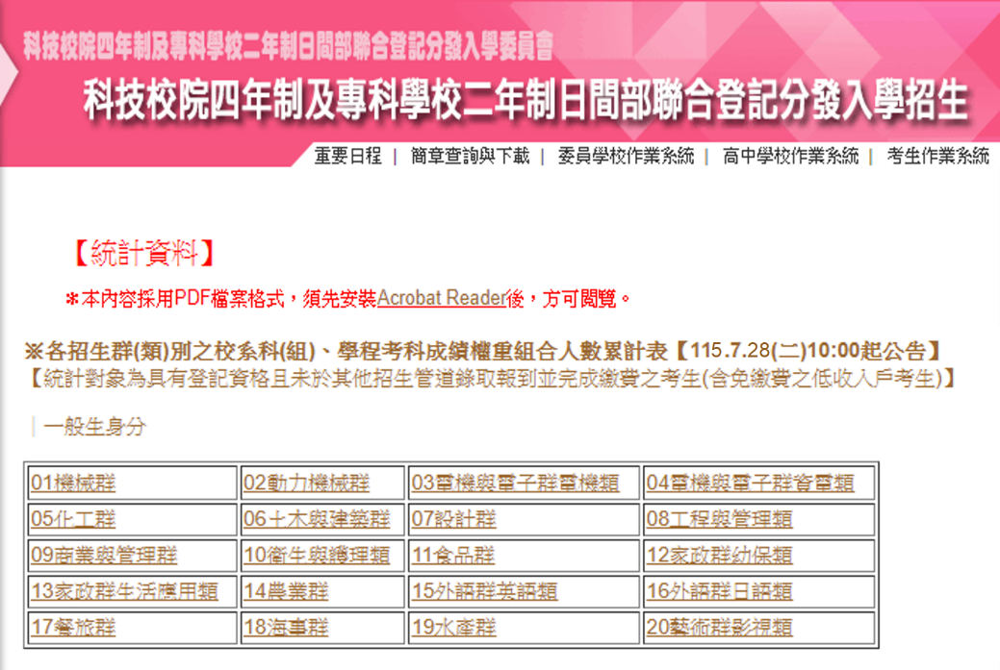 科技校院四年制及專科學校二年制日間部聯合登記分發入學委員會
科技校院四年制及專科學校二年制日間部聯合登記分發入學招生
重要日程 | 簡章查詢與下載 | 委員學校作業系統 | 高中學校作業系統 | 考生作業系統
【統計資料】
*本內容採用PDF檔案格式,須先安裝Acrobat Reader後,方可閱覽。
※各招生群(類)別之校系科(組)、學程考科成績權重組合人數累計表【115.7.28(二)10:00起公告】
【統計對象為具有登記資格且未於其他招生管道錄取報到並完成繳費之考生(含免繳費之低收入戶考生)】
|一般生身分
01機械群 02動力機械群 03電機與電子群電機類 04電機與電子群資電類
05化工群 06土木與建築群 07設計群 08工程與管理類
09商業與管理群 10衛生與護理類 11食品群 12家政群幼保類
13家政群生活應用類 14農業群 15外語群英語類 16外語群日語類
17餐旅群 18海事群 19水產群 20藝術群影視類